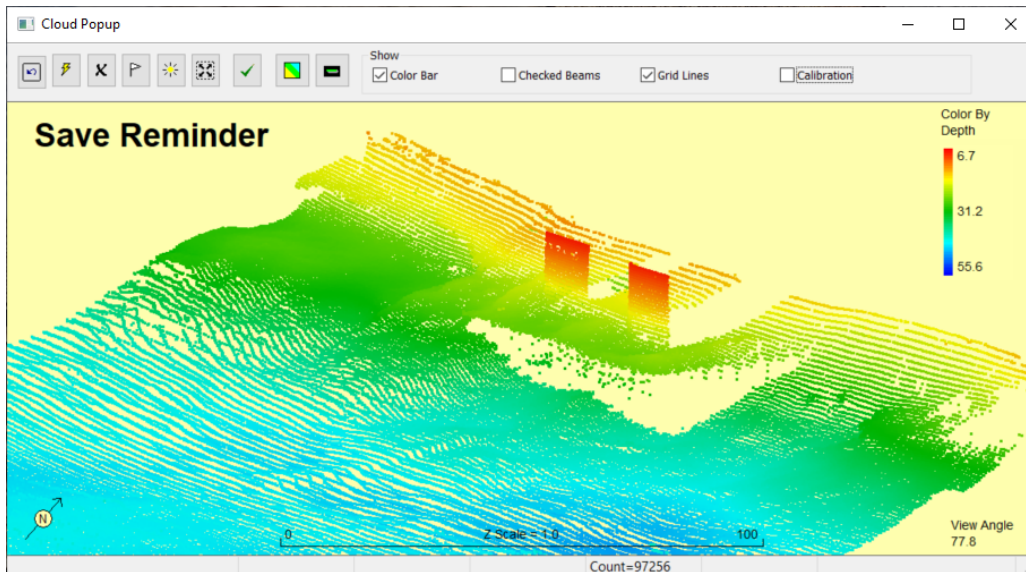 Cloud Popup
Show
Color Bar
Checked Beams
Grid Lines
Calibration
Save Reminder
Color By
Depth
6.7
31.2
55.6
N
0
Z Scale = 1.0
100
View Angle
77.8
Count=97256